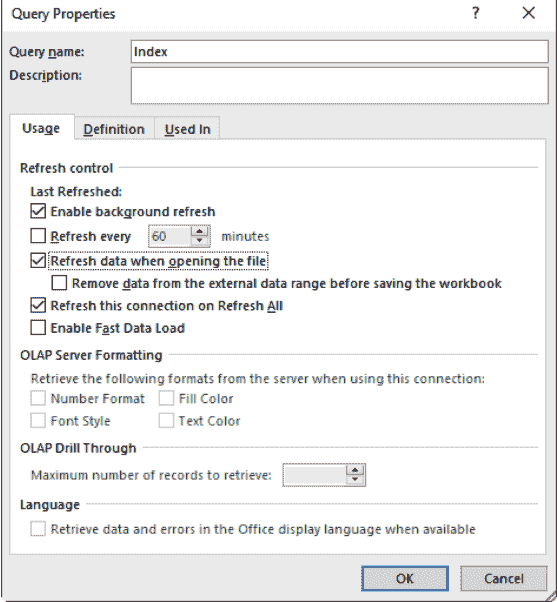 Query Properties ? ×
Query name: Index
Description:
Usage Definition Used In
Refresh control
Last Refreshed:
Enable background refresh
Refresh every 60 minutes
Refresh data when opening the file
Remove data from the external data range before saving the workbook
Refresh this connection on Refresh All
Enable Fast Data Load
OLAP Server Formatting
Retrieve the following formats from the server when using this connection:
Number Format Fill Color
Font Style Text Color
OLAP Drill Through
Maximum number of records to retrieve:
Language
Retrieve data and errors in the Office display language when available
OK Cancel